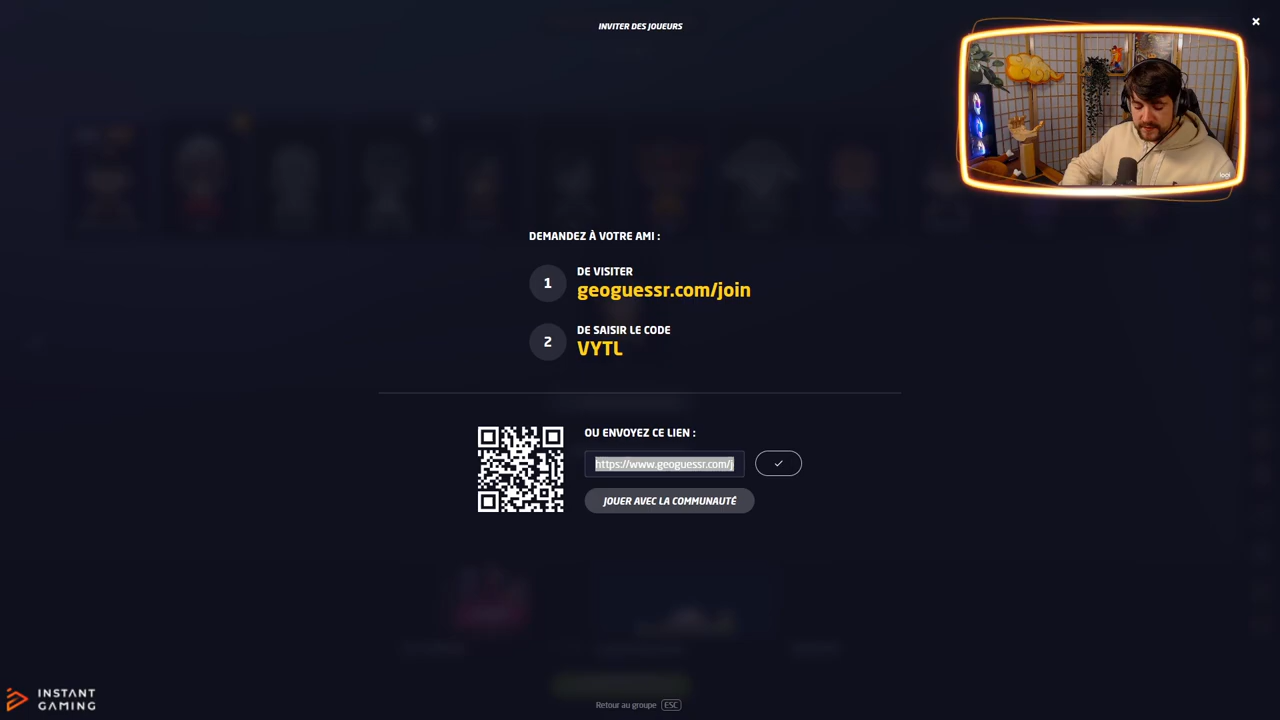 INVITER DES JOUEURS
logi
DEMANDEZ À VOTRE AMI :
1
DE VISITER
geoguessr.com/join
2
DE SAISIR LE CODE
VYTL
OU ENVOYEZ CE LIEN :
https://www.geoguessr.com/j
JOUER AVEC LA COMMUNAUTÉ
INSTANT
GAMING
Retour au groupe ESC